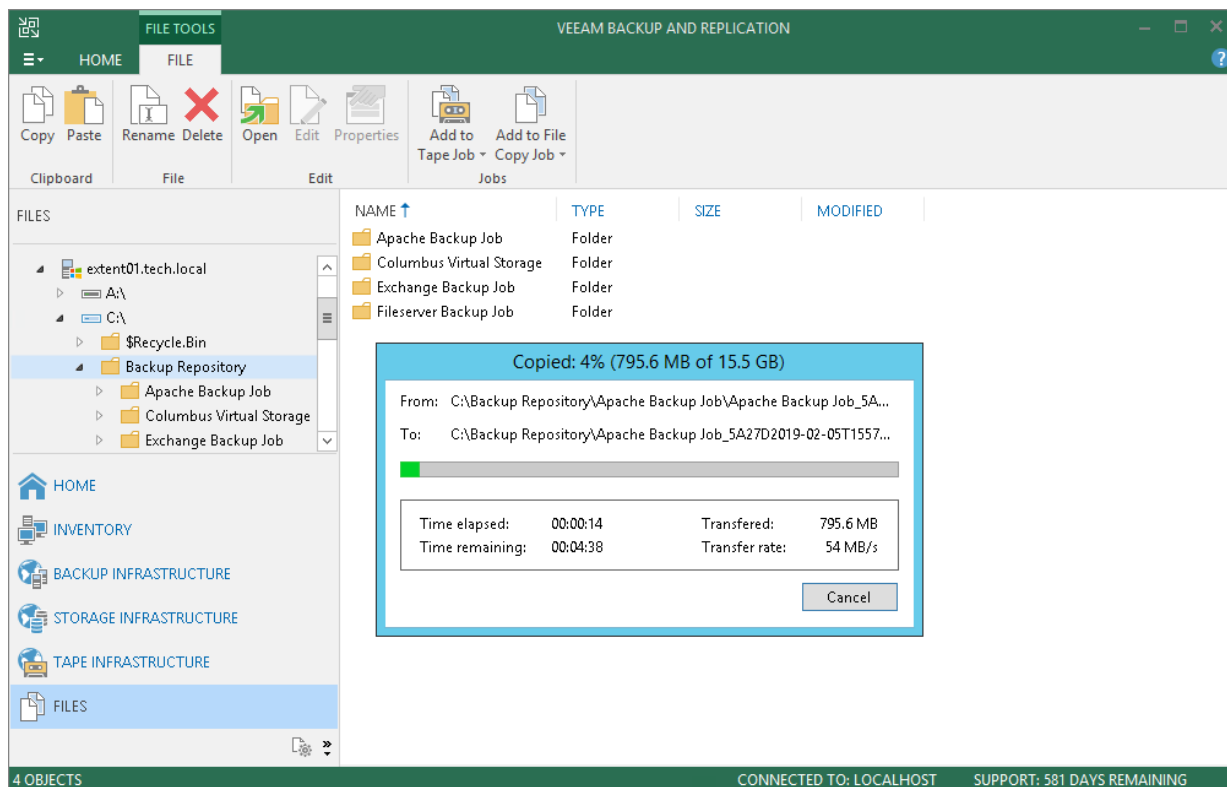 FILE TOOLS
VEEAM BACKUP AND REPLICATION
HOME
FILE
Copy
Paste
Rename
Delete
Open
Edit
Properties
Add to
Tape Job
Add to File
Copy Job
Clipboard
File
Edit
Jobs
FILES
extent01.tech.local
A:\
C:\
$Recycle.Bin
Backup Repository
Apache Backup Job
Columbus Virtual Storage
Exchange Backup Job
HOME
INVENTORY
BACKUP INFRASTRUCTURE
STORAGE INFRASTRUCTURE
TAPE INFRASTRUCTURE
FILES
NAME TYPE SIZE MODIFIED
Apache Backup Job Folder
Columbus Virtual Storage Folder
Exchange Backup Job Folder
Fileserver Backup Job Folder
Copied: 4% (795.6 MB of 15.5 GB)
From: C:\Backup Repository\Apache Backup Job\Apache Backup Job_5A...
To: C:\Backup Repository\Apache Backup Job_5A27D2019-02-05T1557...
Time elapsed: 00:00:14 Transfered: 795.6 MB
Time remaining: 00:04:38 Transfer rate: 54 MB/s
Cancel
4 OBJECTS
CONNECTED TO: LOCALHOST
SUPPORT: 581 DAYS REMAINING